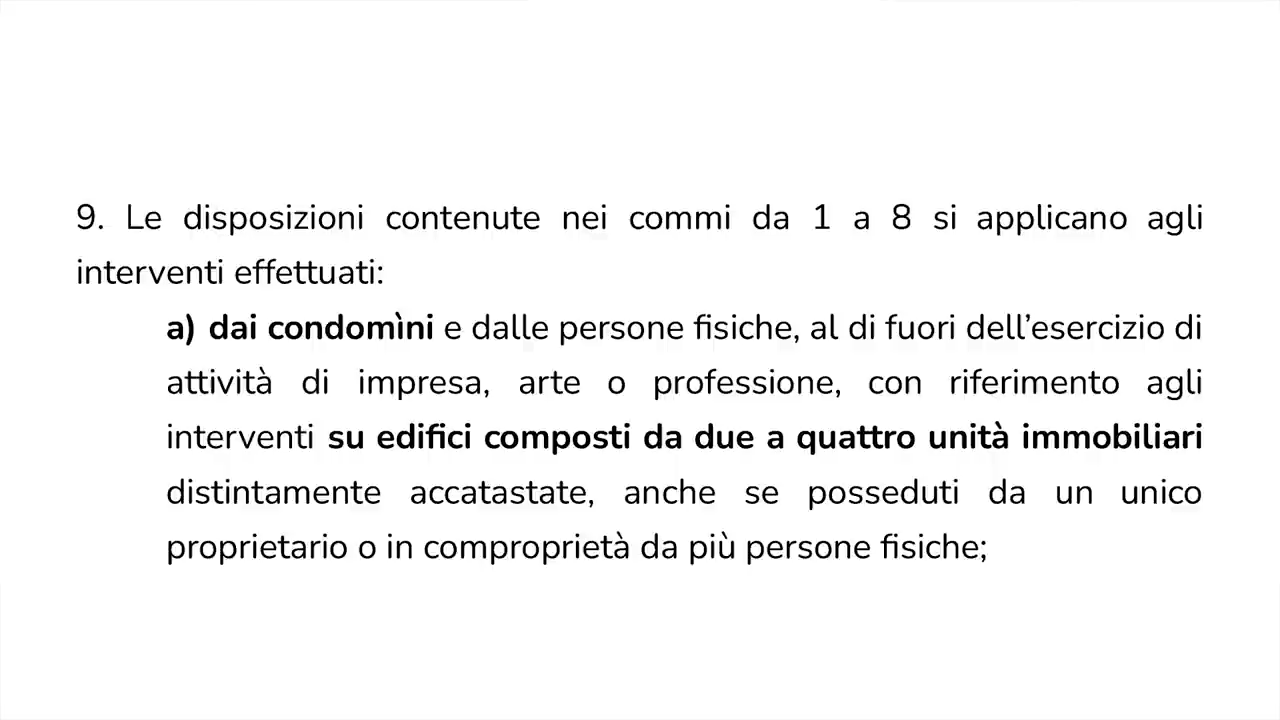 9. Le disposizioni contenute nei commi da 1 a 8 si applicano agli
interventi effettuati:
a) dai condomìni e dalle persone fisiche, al di fuori dell’esercizio di
attività di impresa, arte o professione, con riferimento agli
interventi su edifici composti da due a quattro unità immobiliari
distintamente accatastate, anche se posseduti da un unico
proprietario o in comproprietà da più persone fisiche;